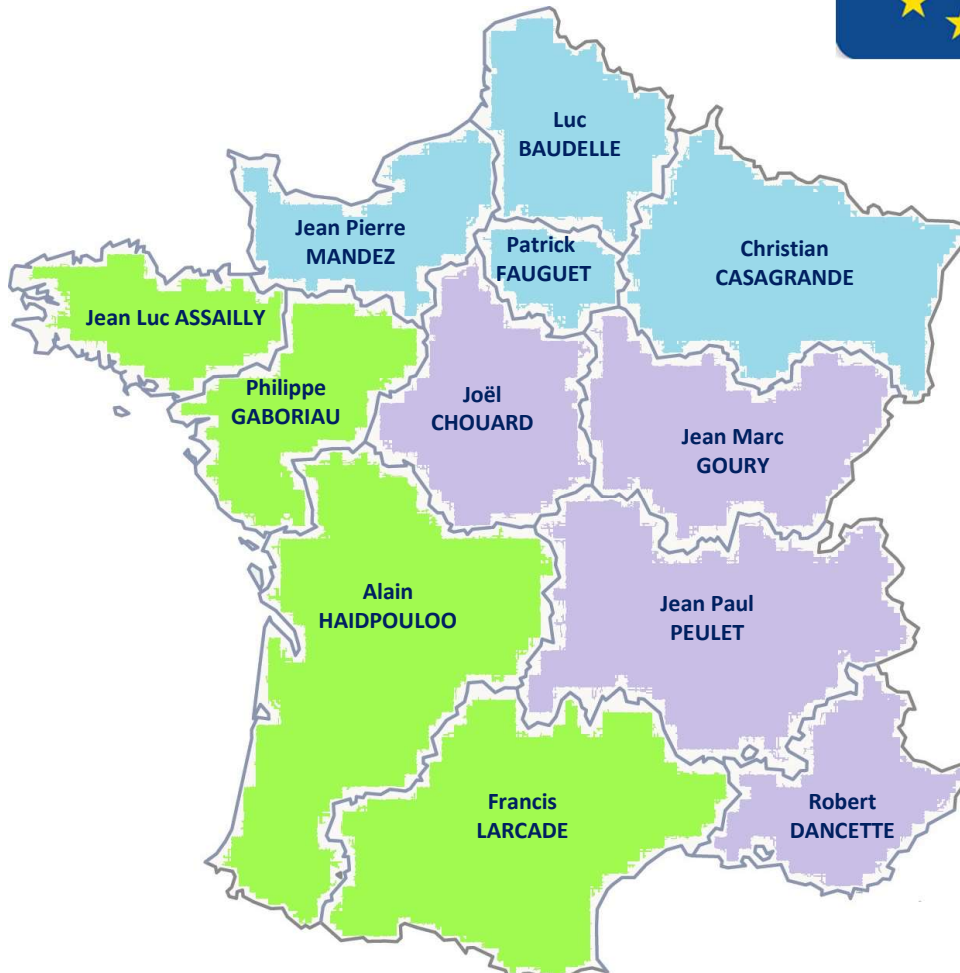 Luc
BAUDELLE
Jean Pierre
MANDEZ
Patrick
FAUGUET
Christian
CASAGRANDE
Jean Luc ASSAILLY
Philippe
GABORIAU
Joël
CHOUARD
Jean Marc
GOURY
Alain
HAIDPOULOO
Jean Paul
PEULET
Francis
LARCADE
Robert
DANCETTE